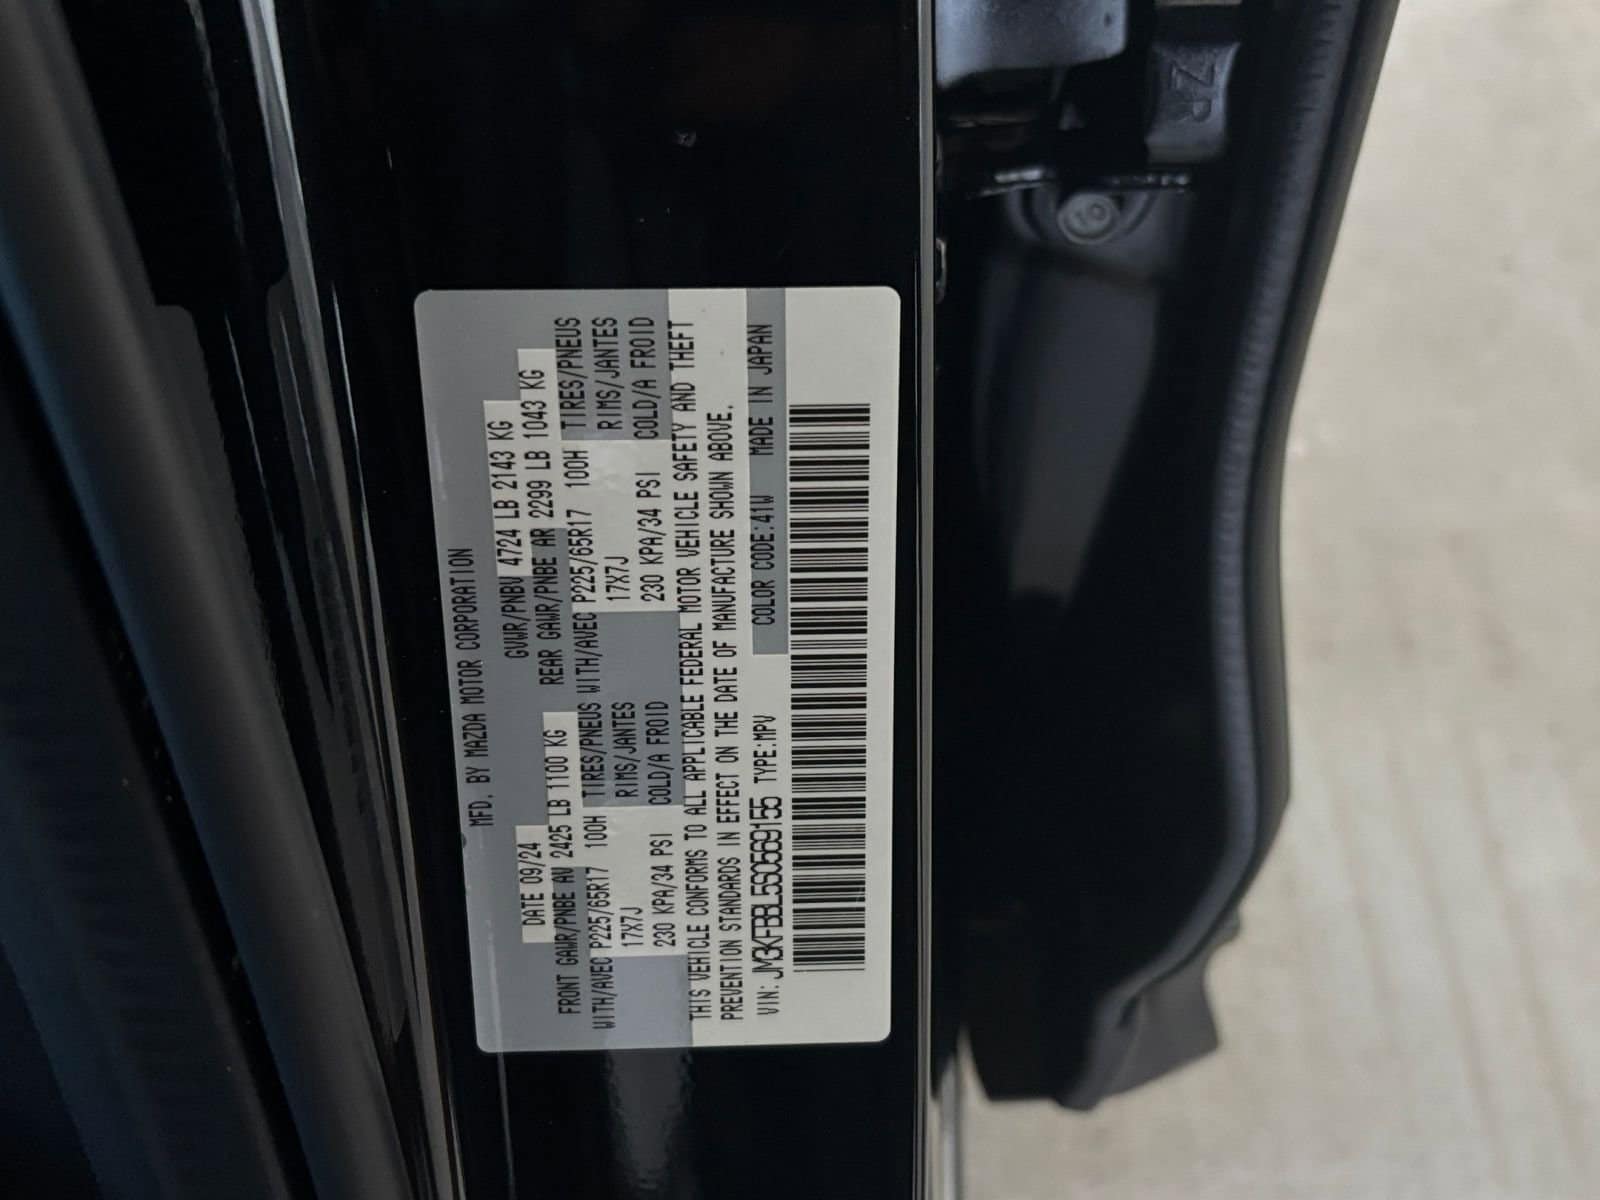 MFD. BY MAZDA MOTOR CORPORATION
DATE 09/24 GVWR/PNBV 4724 LB 2143 KG
FRONT GAWR/PNBE AV 2425 LB 1100 KG REAR GAWR/PNBE AR 2299 LB 1043 KG
WITH/AVEC P225/65R17 100H TIRES/PNEUS WITH/AVEC P225/65R17 100H TIRES/PNEUS
17X7J RIMS/JANTES 17X7J RIMS/JANTES
230 KPA/34 PSI COLD/A FROID 230 KPA/34 PSI COLD/A FROID
THIS VEHICLE CONFORMS TO ALL APPLICABLE FEDERAL MOTOR VEHICLE SAFETY AND THEFT
PREVENTION STANDARDS IN EFFECT ON THE DATE OF MANUFACTURE SHOWN ABOVE.
VIN: JM3KFBBL5S0569155 TYPE:MPV COLOR CODE:41W MADE IN JAPAN
ZR
10